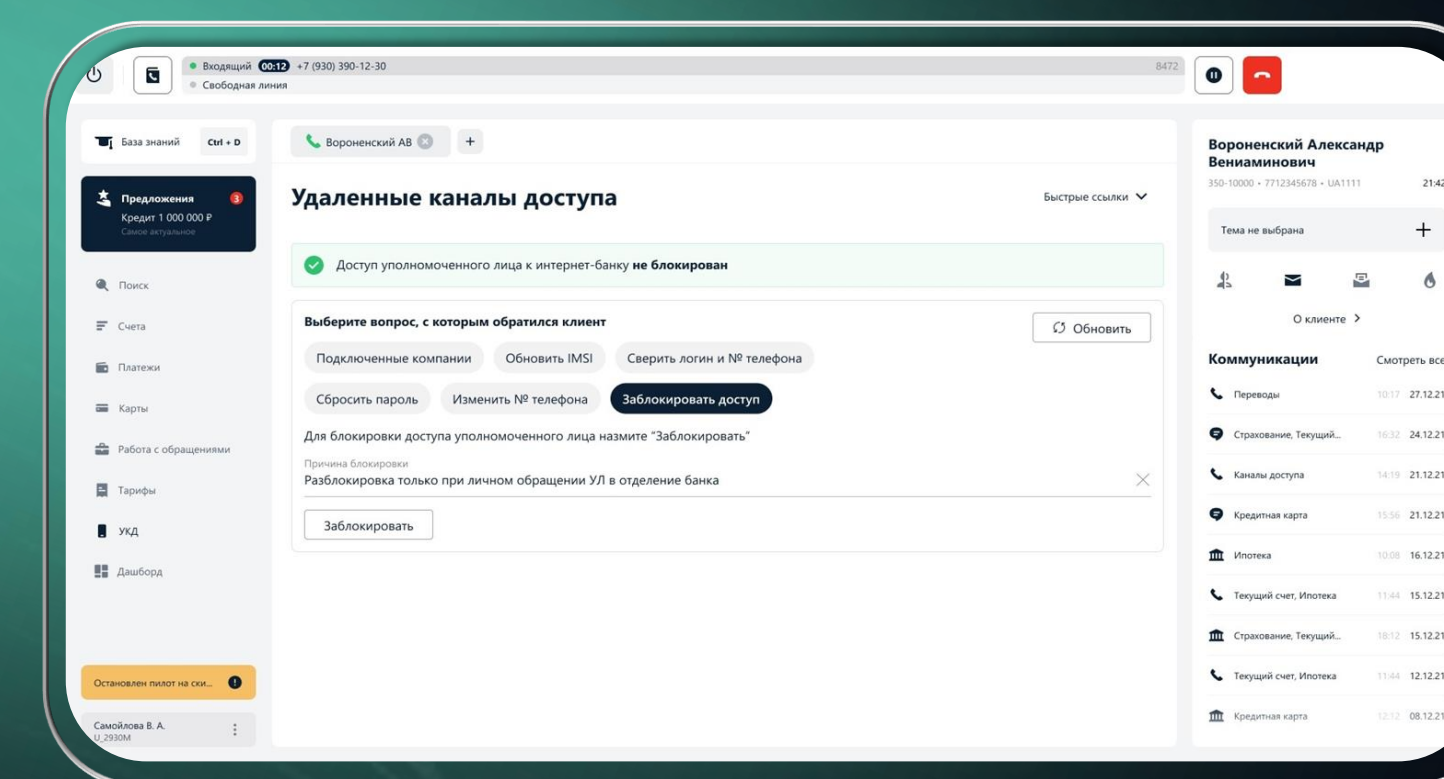 Входящий 00:12 +7 (930) 390-12-30 8472
Свободная линия
База знаний Ctrl + D
Предложения 3
Кредит 1 000 000 ₽
Самое актуальное
Поиск
Счета
Платежи
Карты
Работа с обращениями
Тарифы
УКД
Дашборд
Остановлен пилот на ски...
Самойлова В. А.
U_2930M
Вороненский АВ
Удаленные каналы доступа
Быстрые ссылки
Доступ уполномоченного лица к интернет-банку не блокирован
Выберите вопрос, с которым обратился клиент
Обновить
Подключенные компании Обновить IMSI Сверить логин и № телефона
Сбросить пароль Изменить № телефона Заблокировать доступ
Для блокировки доступа уполномоченного лица назмите "Заблокировать"
Причина блокировки
Разблокировка только при личном обращении УЛ в отделение банка
Заблокировать
Вороненский Александр
Вениаминович
350-10000 • 7712345678 • UA1111 21:42
Тема не выбрана
О клиенте
Коммуникации Смотреть все
Переводы 10:17 27.12.21
Страхование, Текущий... 16:32 24.12.21
Каналы доступа 14:19 21.12.21
Кредитная карта 15:56 21.12.21
Ипотека 10:08 16.12.21
Текущий счет, Ипотека 11:44 15.12.21
Страхование, Текущий... 18:12 15.12.21
Текущий счет, Ипотека 11:44 12.12.21
Кредитная карта 12:12 08.12.21